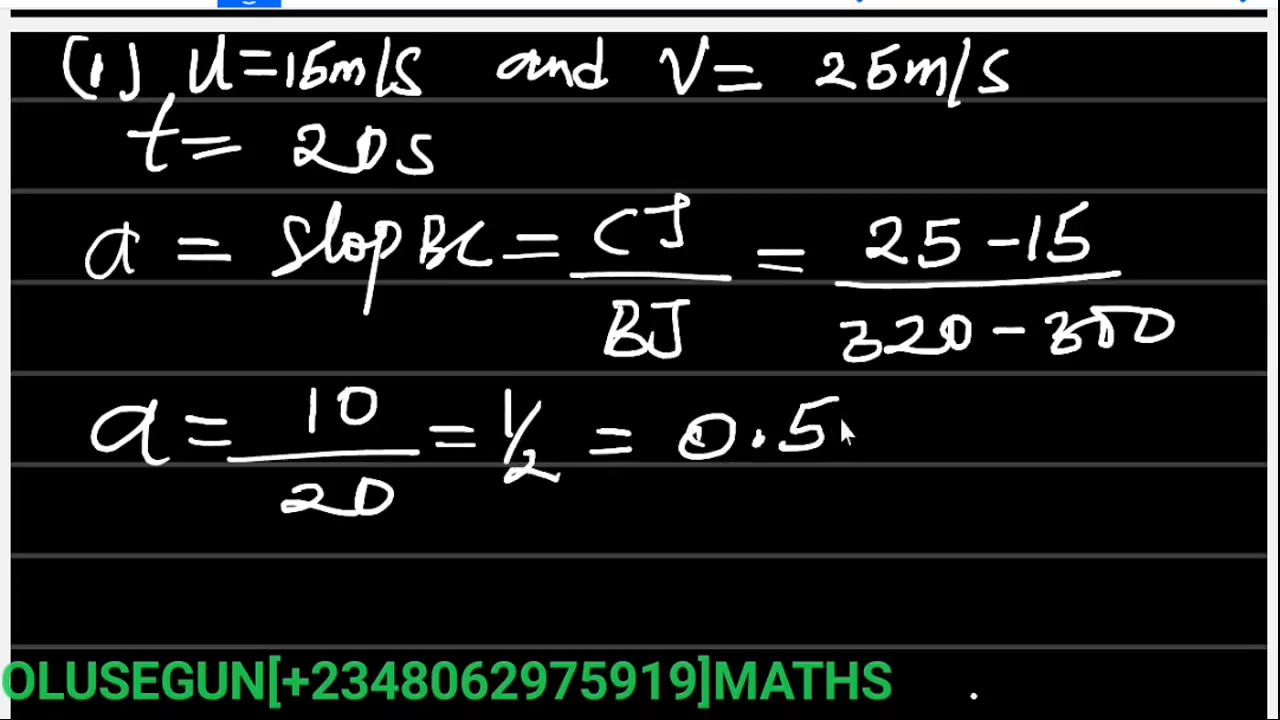 (1) u=15m/s and V= 25m/s
t= 20s
a = Slop BC = CJ/BJ = 25-15/320-300
a = 10/20 = 1/2 = 0.5
OLUSEGUN[+2348062975919]MATHS .